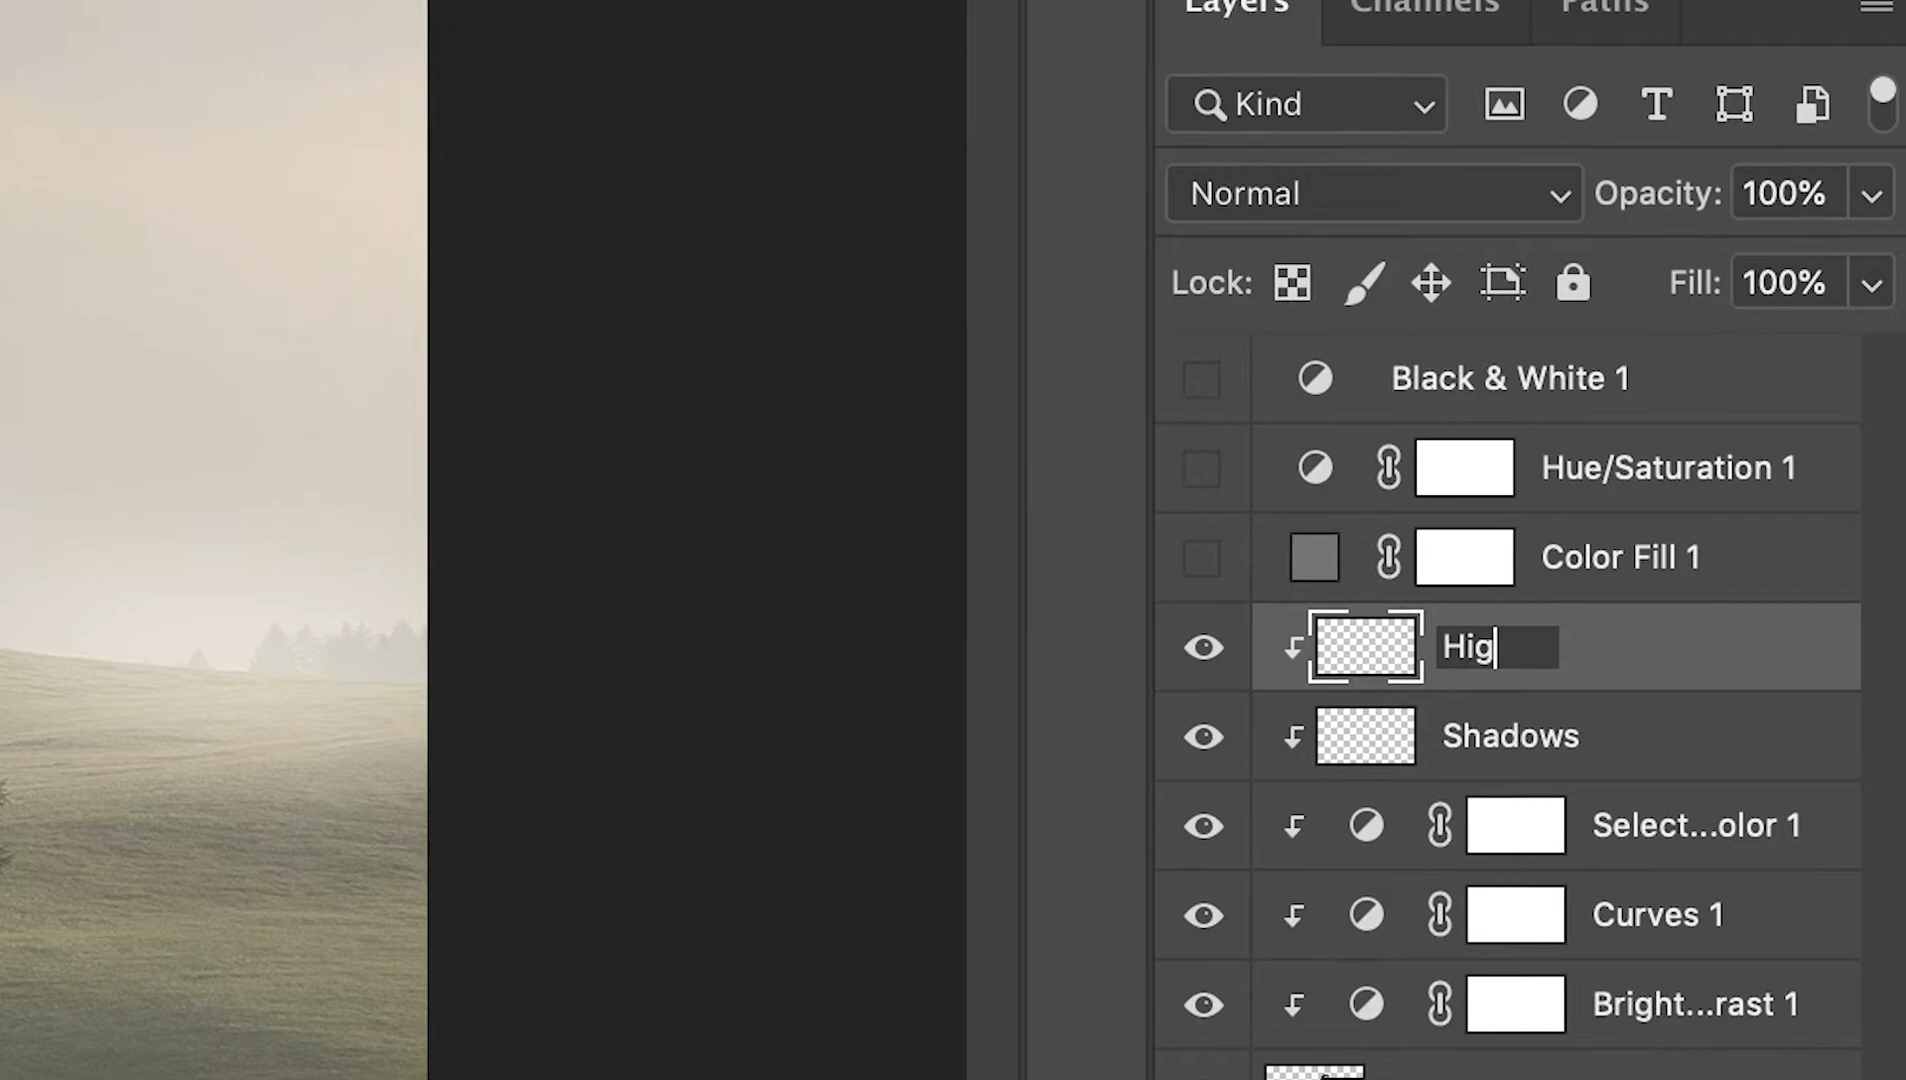 Layers Channels Paths
Kind
Normal Opacity: 100%
Lock: Fill: 100%
Black & White 1
Hue/Saturation 1
Color Fill 1
Hig
Shadows
Select...olor 1
Curves 1
Bright...rast 1